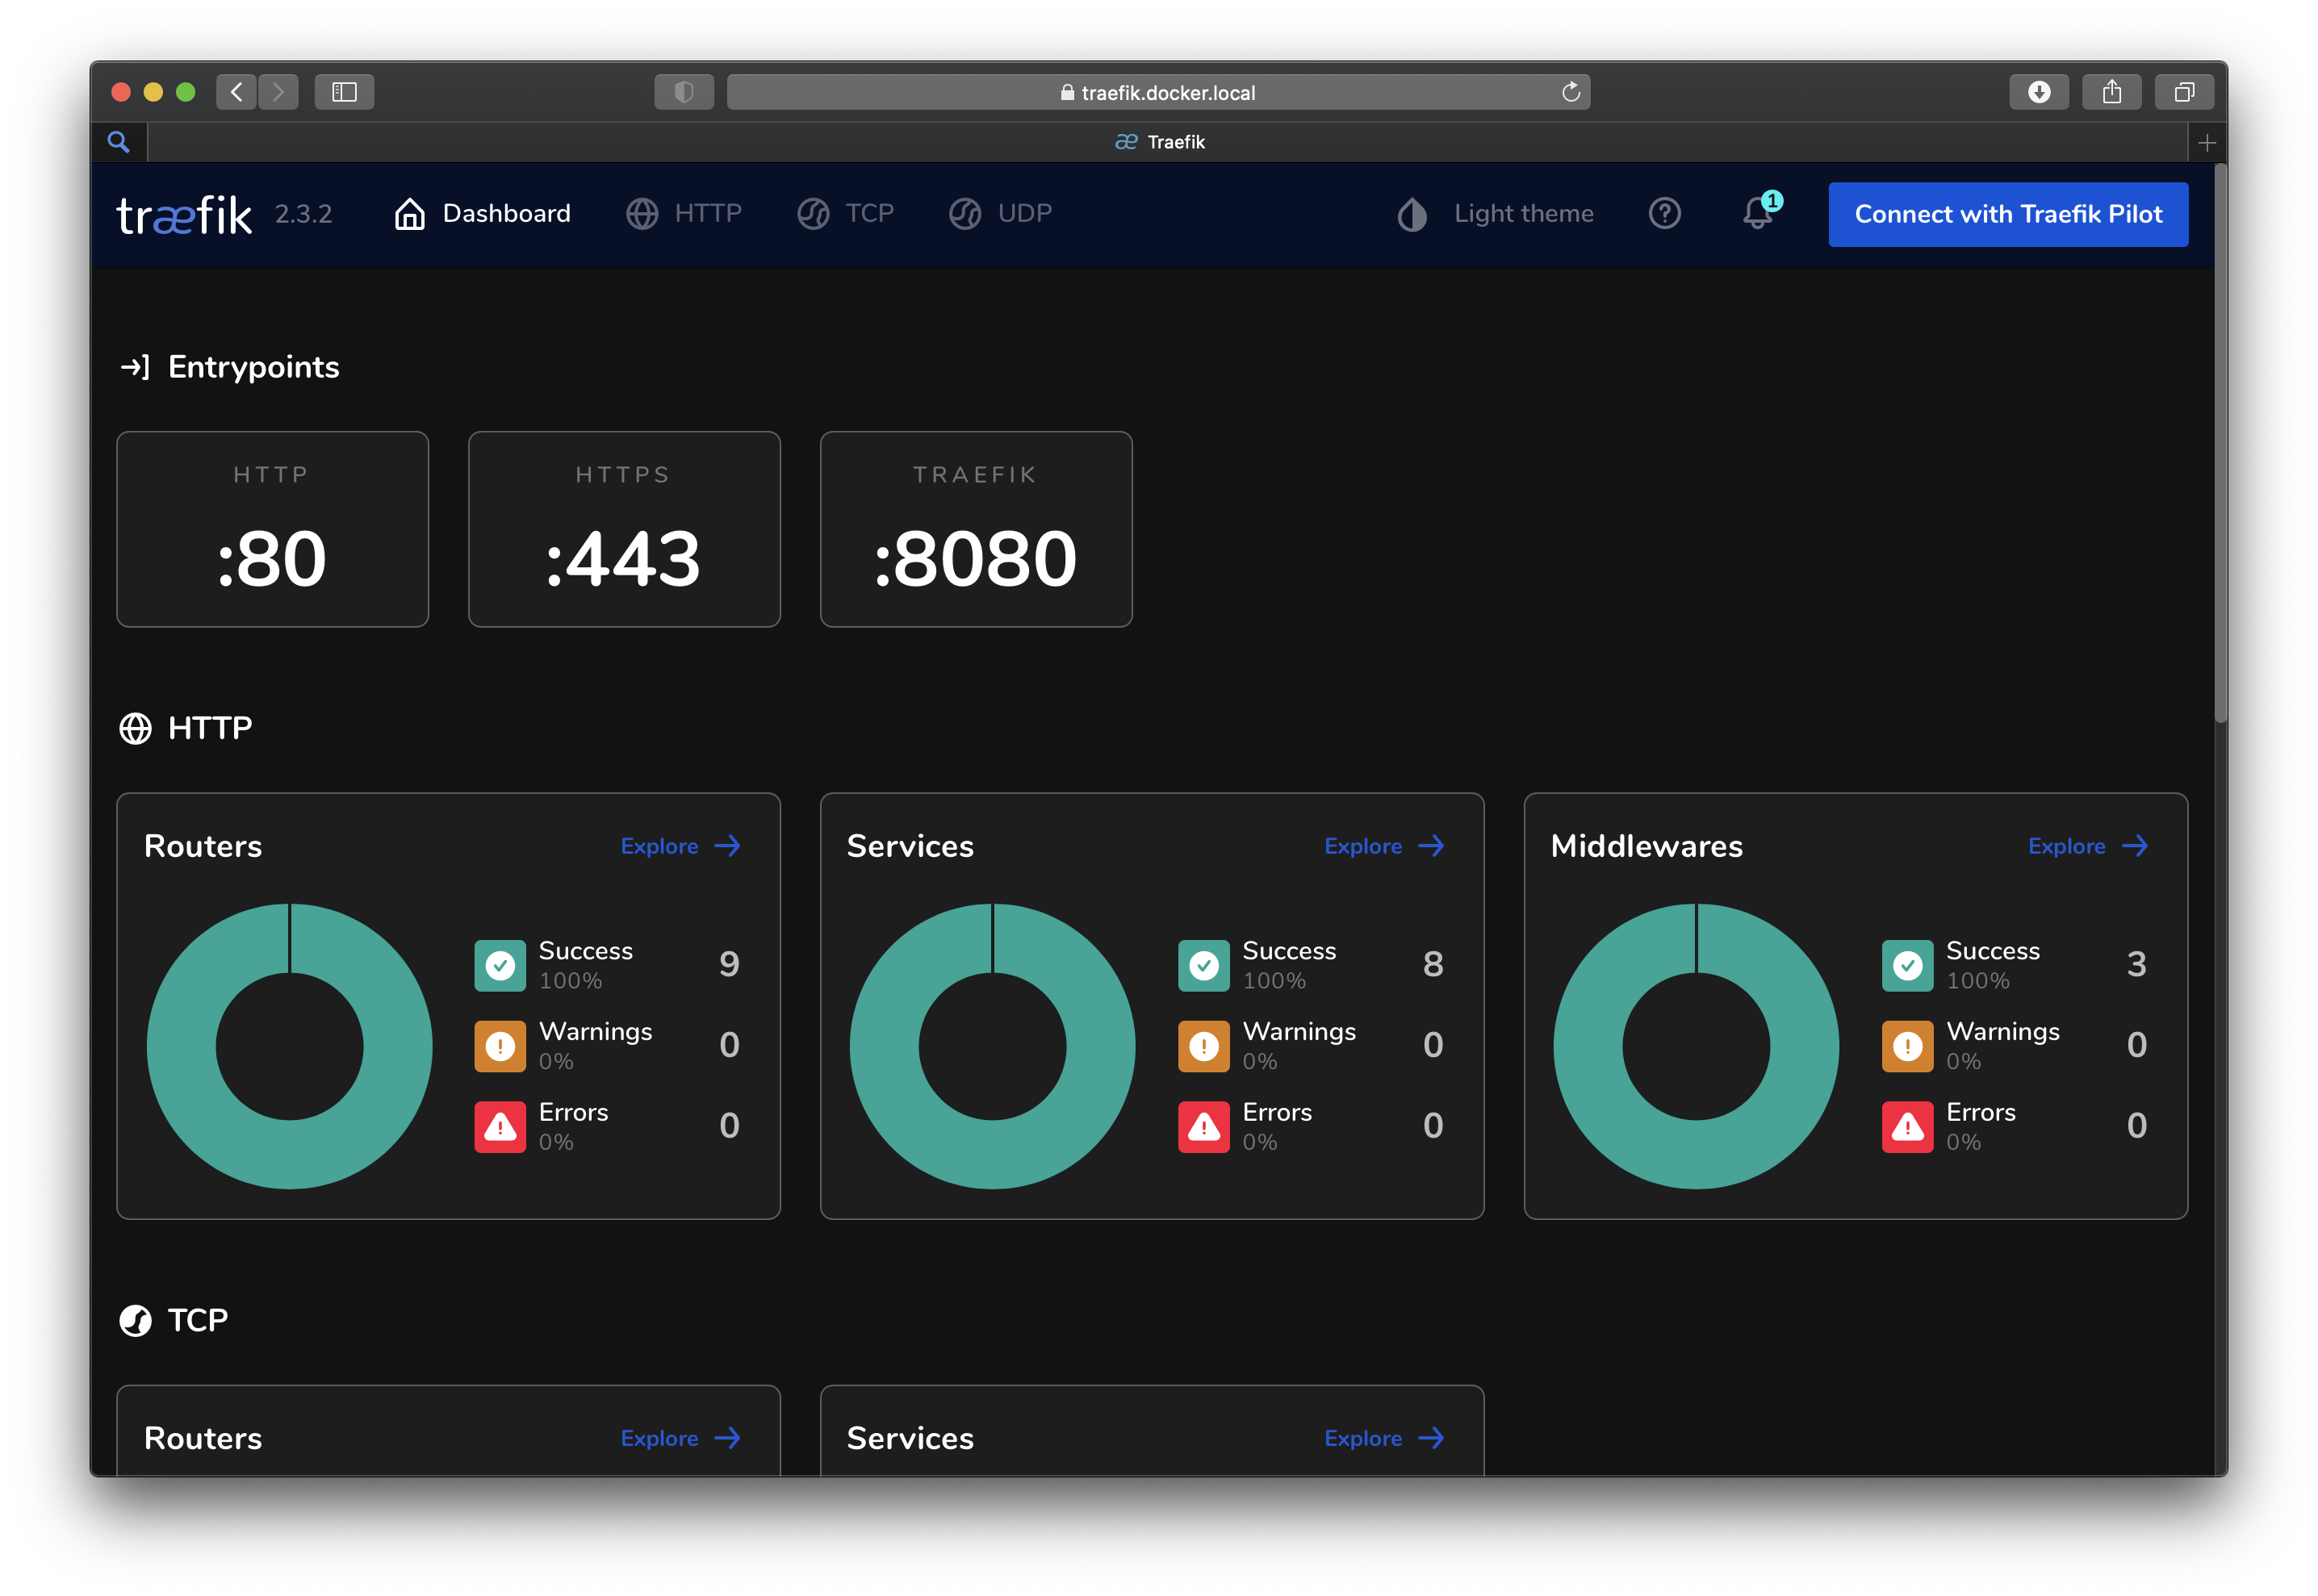 traefik.docker.local
Traefik
træfik 2.3.2 Dashboard HTTP TCP UDP Light theme 1 Connect with Traefik Pilot
Entrypoints
HTTP HTTPS TRAEFIK
:80 :443 :8080
HTTP
Routers Explore Services Explore Middlewares Explore
Success 9 Success 8 Success 3
100% 100% 100%
Warnings 0 Warnings 0 Warnings 0
0% 0% 0%
Errors 0 Errors 0 Errors 0
0% 0% 0%
TCP
Routers Explore Services Explore